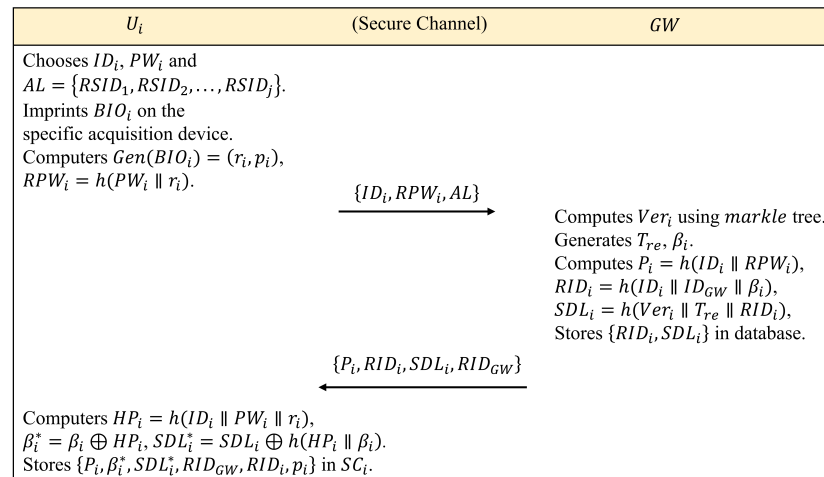 U_i (Secure Channel) GW
Chooses ID_i, PW_i and
AL = {RSID_1, RSID_2, ..., RSID_j}.
Imprints BIO_i on the
specific acquisition device.
Computers Gen(BIO_i) = (r_i, p_i),
RPW_i = h(PW_i ∥ r_i).
{ID_i, RPW_i, AL}
Computes Ver_i using markle tree.
Generates T_re, β_i.
Computes P_i = h(ID_i ∥ RPW_i),
RID_i = h(ID_i ∥ ID_GW ∥ β_i),
SDL_i = h(Ver_i ∥ T_re ∥ RID_i),
Stores {RID_i, SDL_i} in database.
{P_i, RID_i, SDL_i, RID_GW}
Computers HP_i = h(ID_i ∥ PW_i ∥ r_i),
β_i^* = β_i ⊕ HP_i, SDL_i^* = SDL_i ⊕ h(HP_i ∥ β_i).
Stores {P_i, β_i^*, SDL_i^*, RID_GW, RID_i, p_i} in SC_i.